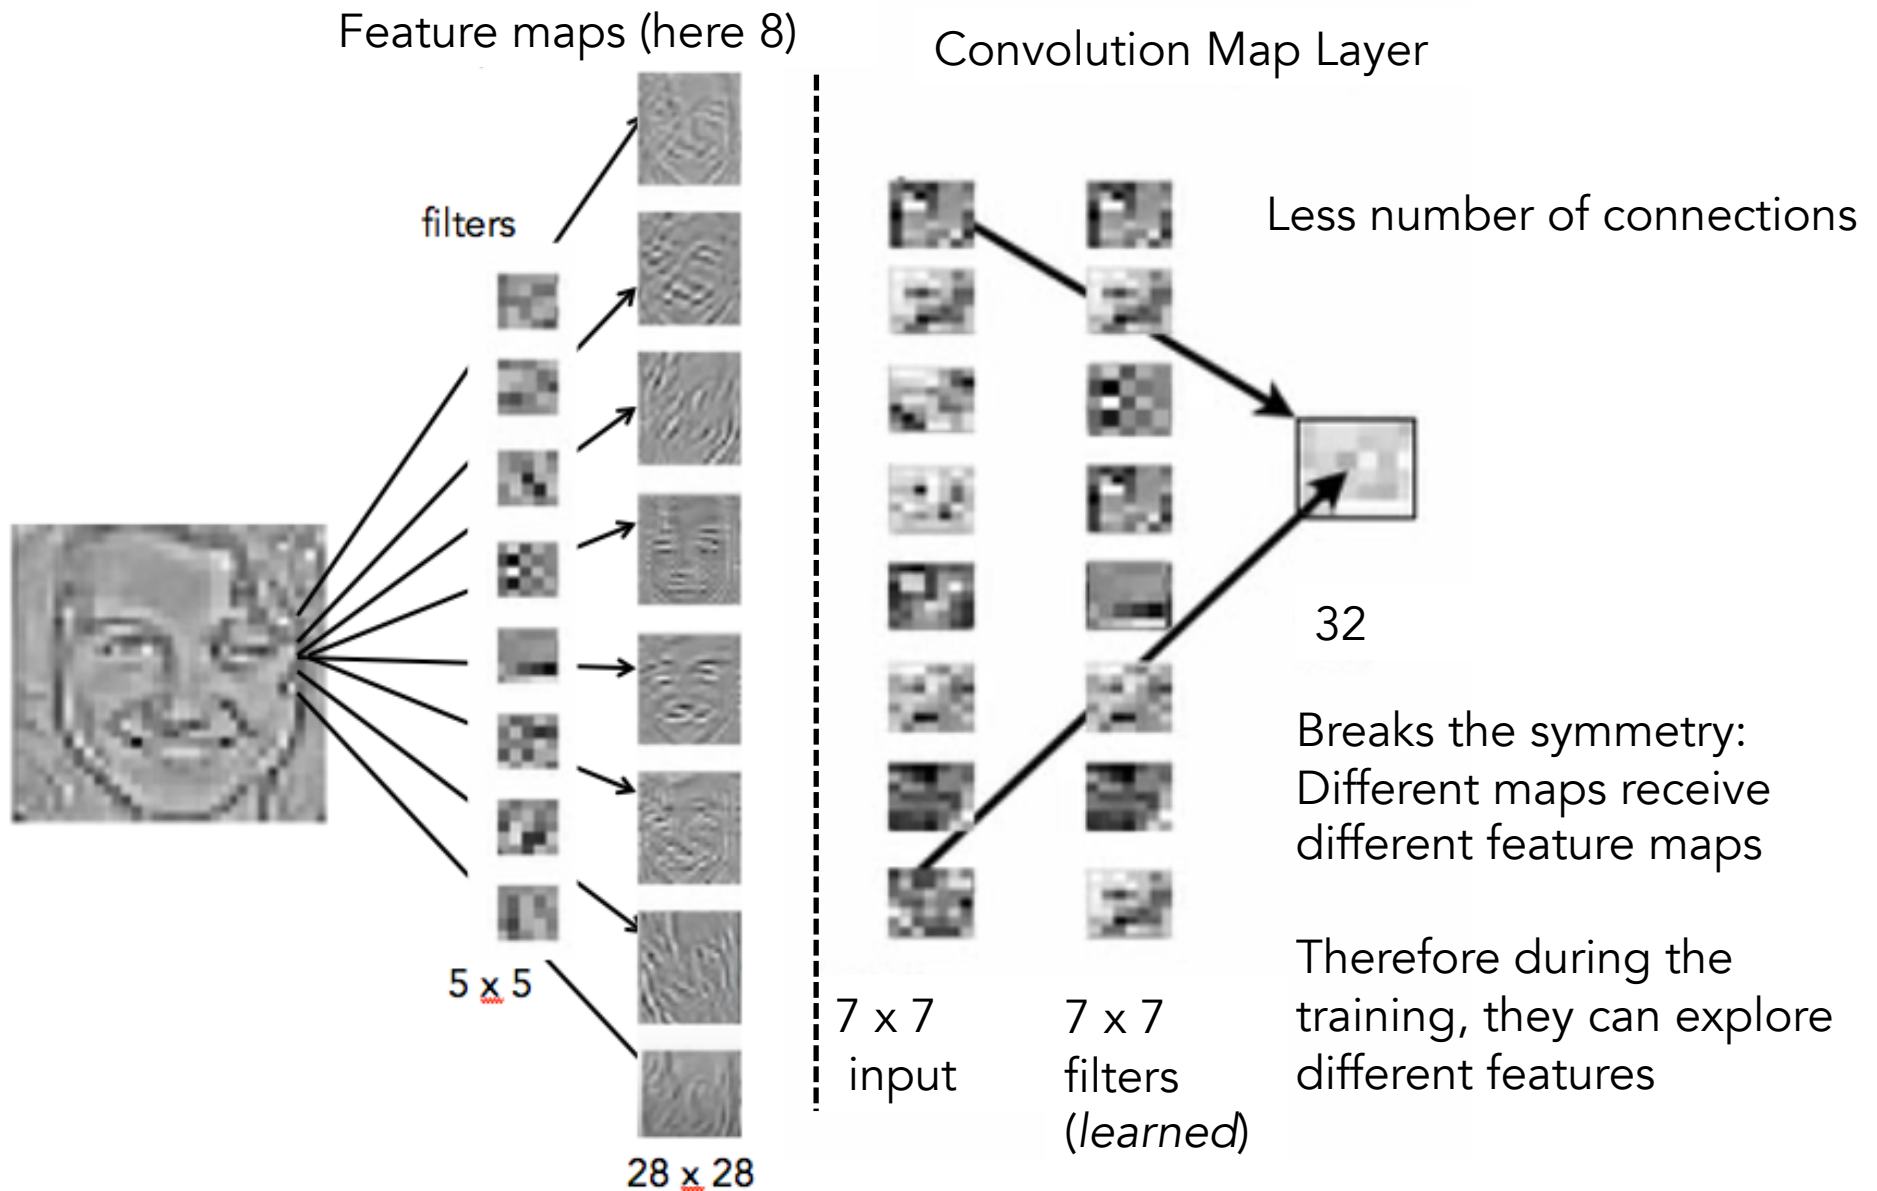 Feature maps (here 8)
filters
5 x 5
28 x 28
Convolution Map Layer
Less number of connections
32
Breaks the symmetry:
Different maps receive
different feature maps
Therefore during the
training, they can explore
different features
7 x 7
input
7 x 7
filters
(learned)